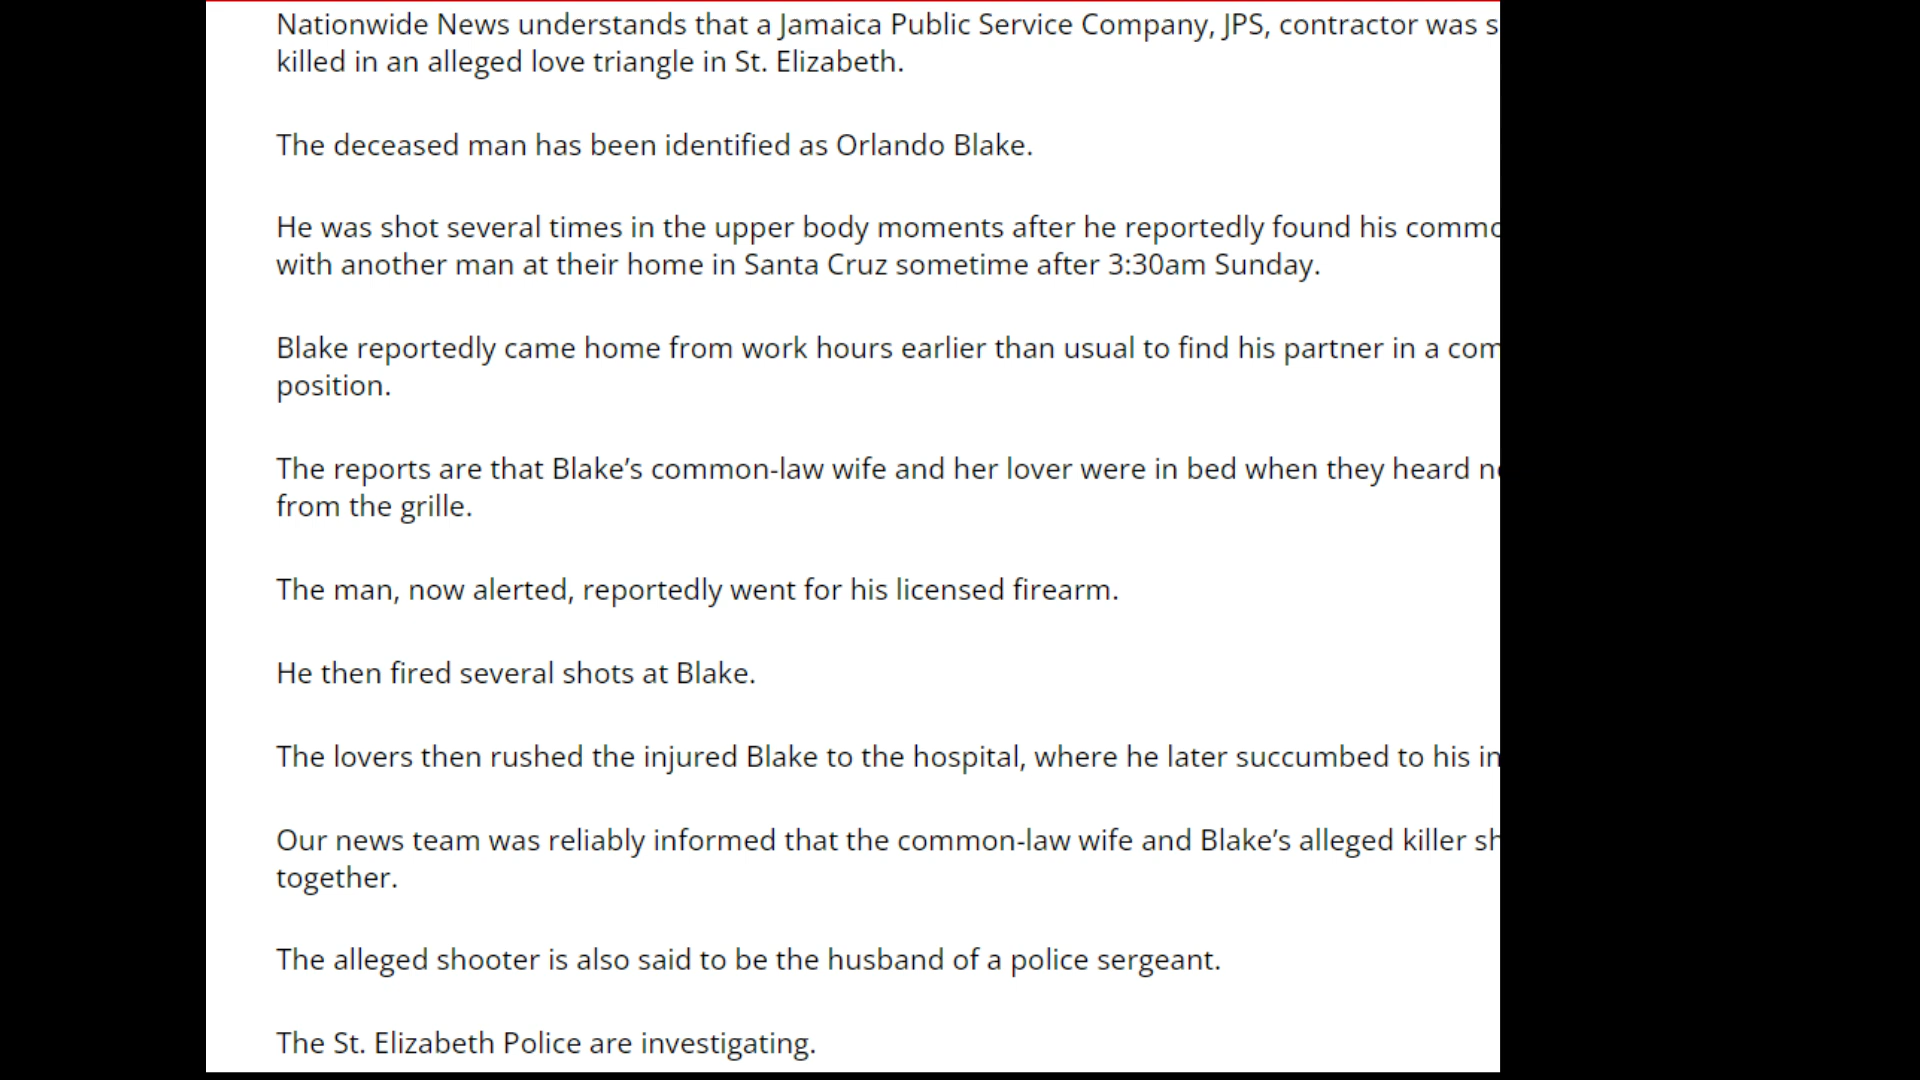 Nationwide News understands that a Jamaica Public Service Company, JPS, contractor was
killed in an alleged love triangle in St. Elizabeth.
The deceased man has been identified as Orlando Blake.
He was shot several times in the upper body moments after he reportedly found his
with another man at their home in Santa Cruz sometime after 3:30am Sunday.
Blake reportedly came home from work hours earlier than usual to find his partner in a
position.
The reports are that Blake’s common-law wife and her lover were in bed when they heard
from the grille.
The man, now alerted, reportedly went for his licensed firearm.
He then fired several shots at Blake.
The lovers then rushed the injured Blake to the hospital, where he later succumbed to his
Our news team was reliably informed that the common-law wife and Blake’s alleged killer
together.
The alleged shooter is also said to be the husband of a police sergeant.
The St. Elizabeth Police are investigating.